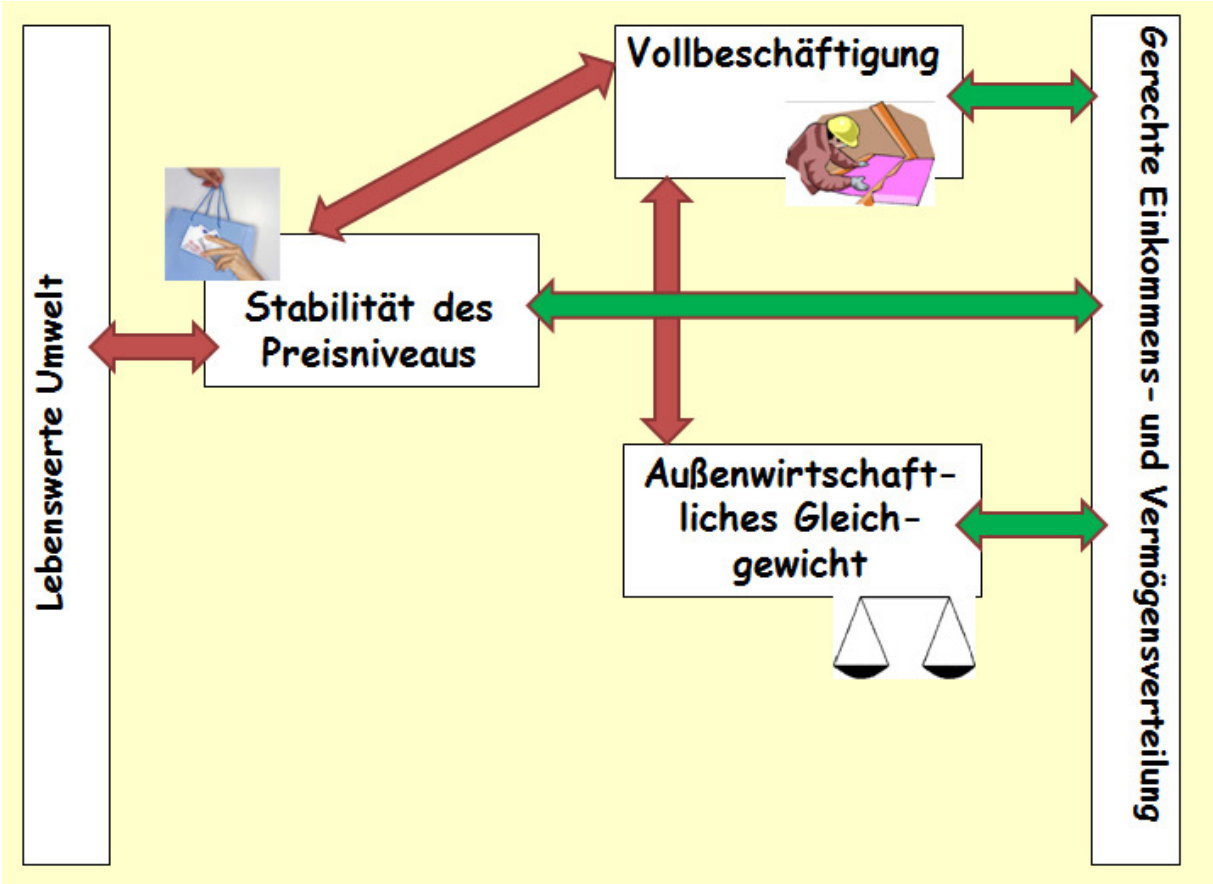 Lebenswerte Umwelt
Vollbeschäftigung
Stabilität des
Preisniveaus
Außenwirtschaft-
liches Gleich-
gewicht
Gerechte Einkommens- und Vermögensverteilung